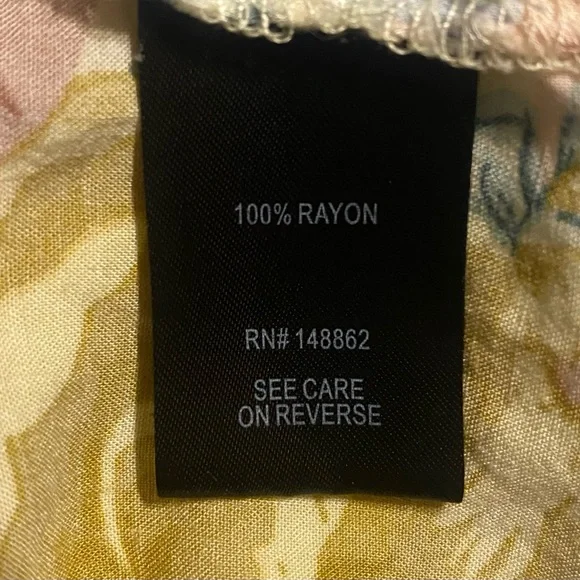 100% RAYON
RN# 148862
SEE CARE
ON REVERSE